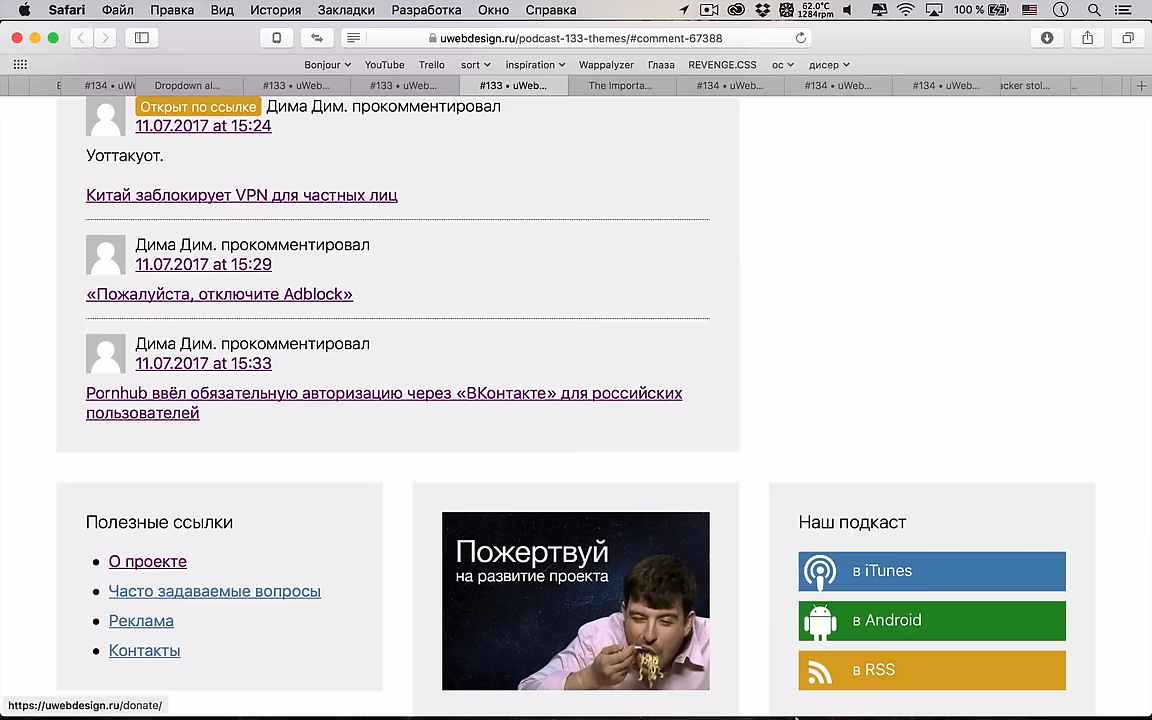 Safari Файл Правка Вид История Закладки Разработка Окно Справка 62.0°C 1284rpm 100 %
uwebdesign.ru/podcast-133-themes/#comment-67388
Bonjour YouTube Trello sort inspiration Wappalyzer Глаза REVENGE.CSS ос дисер
#134 • uWe Dropdown al... #133 • uWeb... #133 • uWeb... #133 • uWeb... The Importa... #134 • uWeb... #134 • uWeb... #134 • uWeb... acker stol...
Открыт по ссылке Дима Дим. прокомментировал
11.07.2017 at 15:24
Уоттакуот.
Китай заблокирует VPN для частных лиц
Дима Дим. прокомментировал
11.07.2017 at 15:29
«Пожалуйста, отключите Adblock»
Дима Дим. прокомментировал
11.07.2017 at 15:33
Pornhub ввёл обязательную авторизацию через «ВКонтакте» для российских
пользователей
Полезные ссылки
О проекте
Часто задаваемые вопросы
Реклама
Контакты
Пожертвуй
на развитие проекта
Наш подкаст
в iTunes
в Android
в RSS
https://uwebdesign.ru/donate/